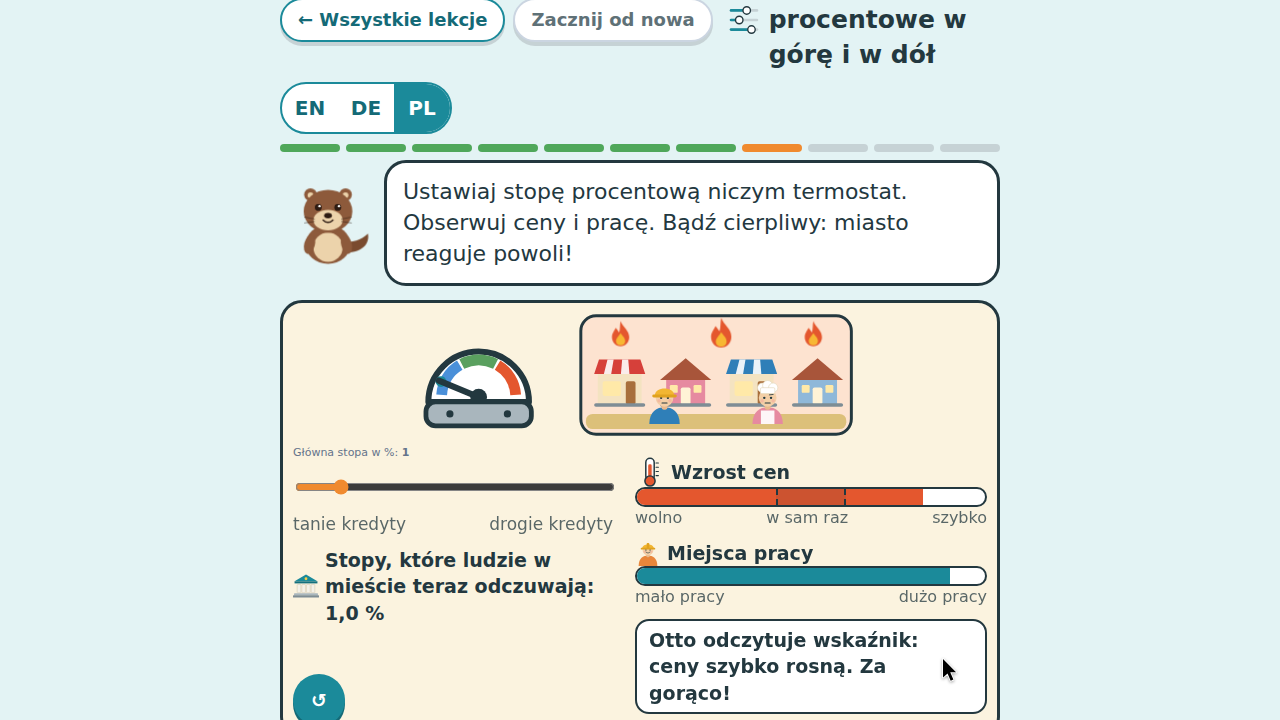 ← Wszystkie lekcje
Zacznij od nowa
procentowe w
górę i w dół
EN DE PL
Ustawiaj stopę procentową niczym termostat.
Obserwuj ceny i pracę. Bądź cierpliwy: miasto
reaguje powoli!
Główna stopa w %: 1
tanie kredyty
drogie kredyty
Stopy, które ludzie w
mieście teraz odczuwają:
1,0 %
↺
Wzrost cen
wolno
w sam raz
szybko
Miejsca pracy
mało pracy
dużo pracy
Otto odczytuje wskaźnik:
ceny szybko rosną. Za
gorąco!